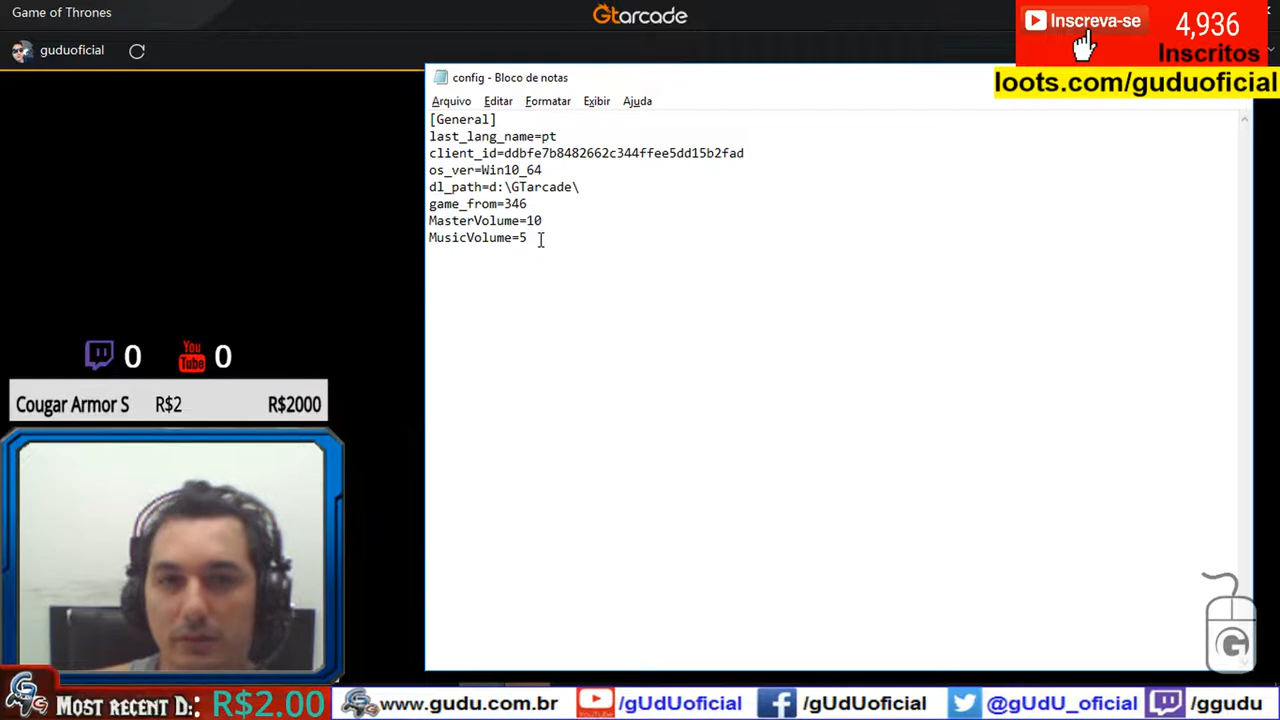 Game of Thrones
Gtarcade
guduoficial
Inscreva-se
4,936
Inscritos
loots.com/guduoficial
config - Bloco de notas
Arquivo Editar Formatar Exibir Ajuda
[General]
last_lang_name=pt
client_id=ddbfe7b8482662c344ffee5dd15b2fad
os_ver=Win10_64
dl_path=d:\GTarcade\
game_from=346
MasterVolume=10
MusicVolume=5
0 You Tube 0
Cougar Armor S R$2 R$2000
Most recent D.: R$2.00
www.gudu.com.br
/gUdUoficial
/gUdUoficial
@gUdU_oficial
/ggudu